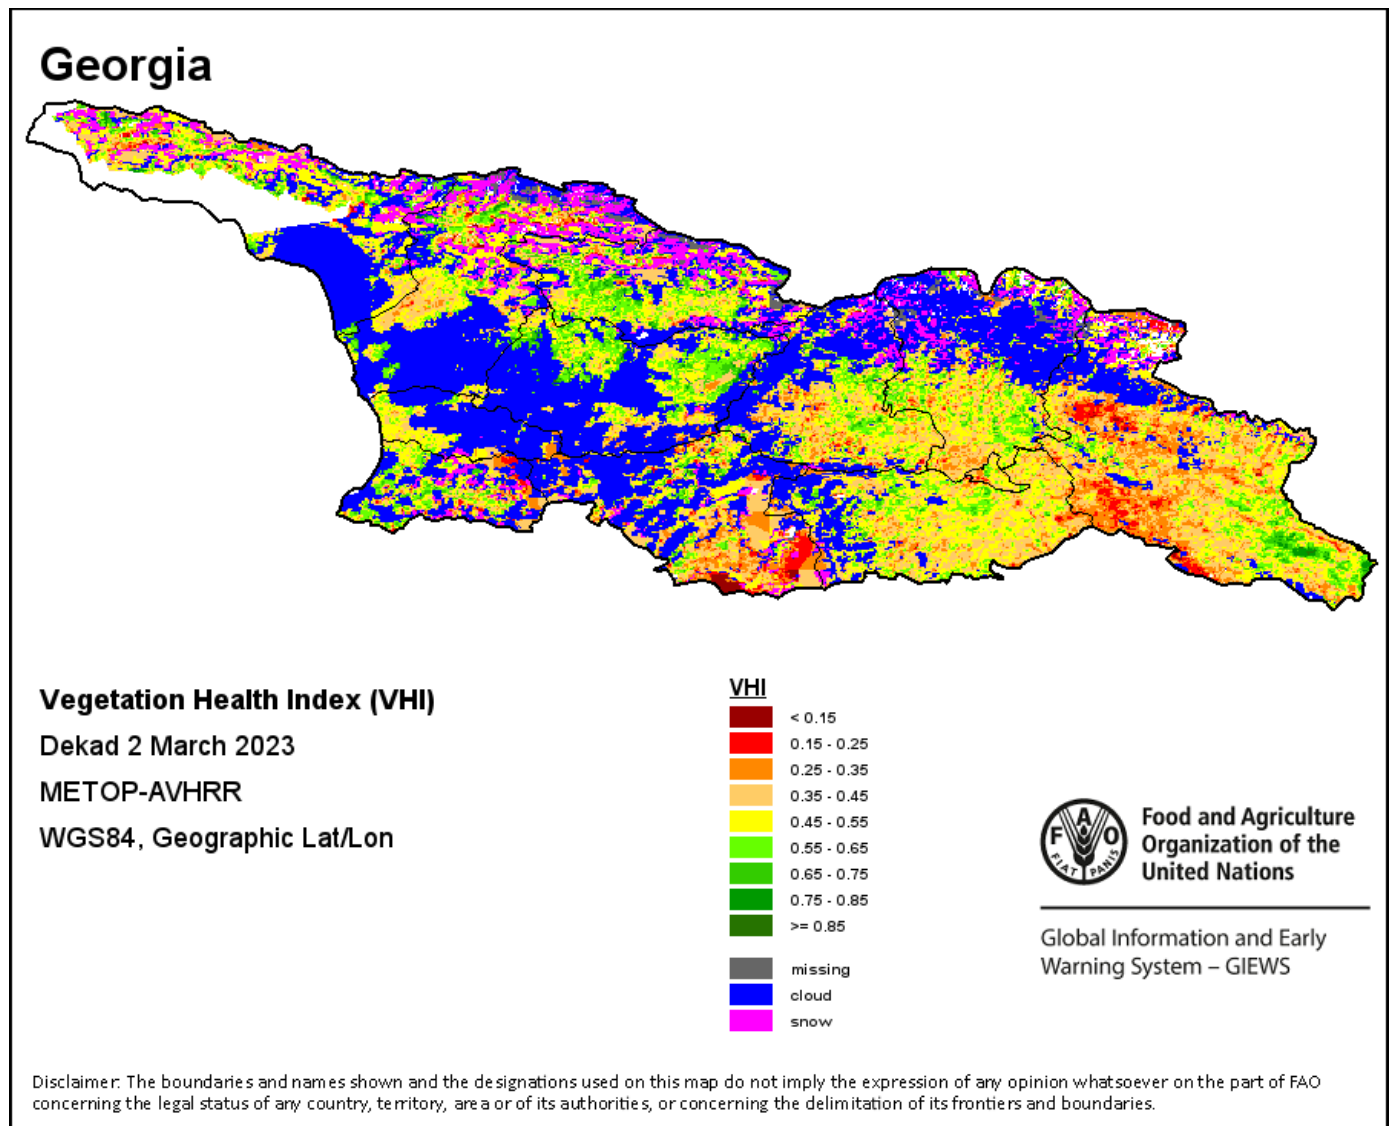 Georgia
Vegetation Health Index (VHI)
Dekad 2 March 2023
METOP-AVHRR
WGS84, Geographic Lat/Lon
VHI
< 0.15
0.15 - 0.25
0.25 - 0.35
0.35 - 0.45
0.45 - 0.55
0.55 - 0.65
0.65 - 0.75
0.75 - 0.85
>= 0.85
missing
cloud
snow
F A O
FIAT PANIS
Food and Agriculture
Organization of the
United Nations
Global Information and Early
Warning System – GIEWS
Disclaimer: The boundaries and names shown and the designations used on this map do not imply the expression of any opinion whatsoever on the part of FAO
concerning the legal status of any country, territory, area or of its authorities, or concerning the delimitation of its frontiers and boundaries.